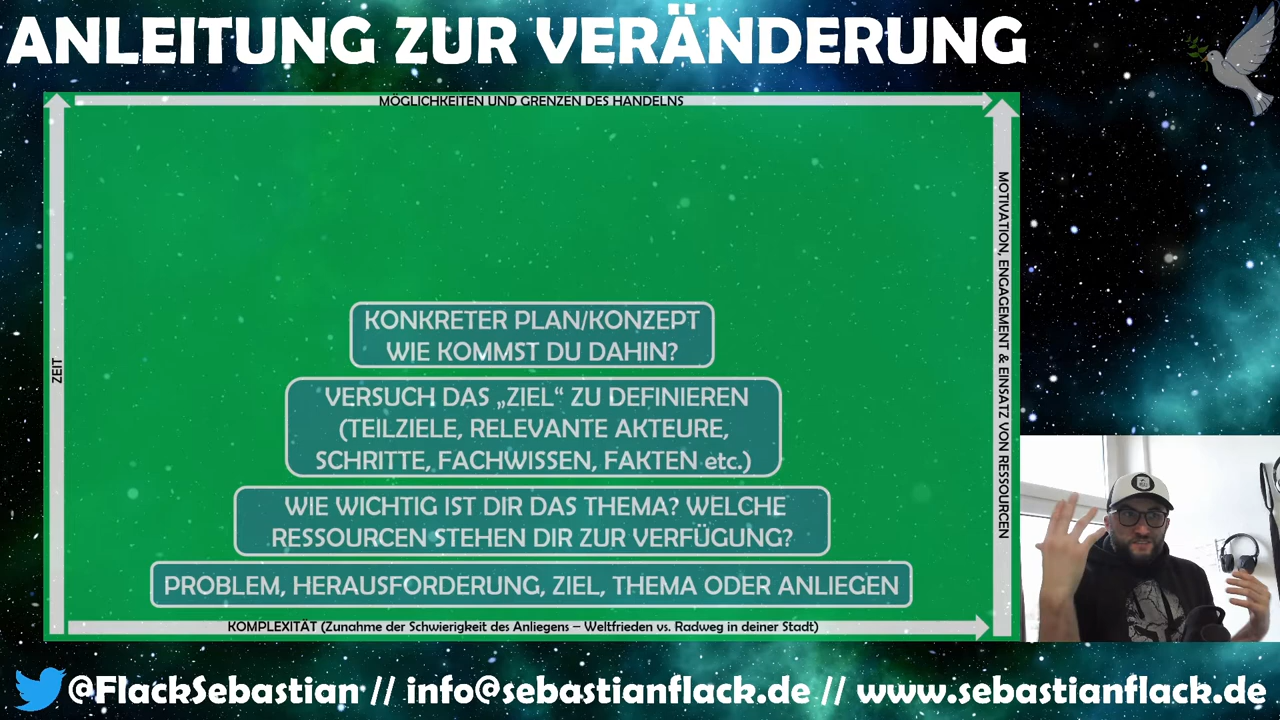 ANLEITUNG ZUR VERÄNDERUNG
MÖGLICHKEITEN UND GRENZEN DES HANDELNS
ZEIT
MOTIVATION, ENGAGEMENT & EINSATZ VON RESSOURCEN
KONKRETER PLAN/KONZEPT
WIE KOMMST DU DAHIN?
VERSUCH DAS „ZIEL“ ZU DEFINIEREN
(TEILZIELE, RELEVANTE AKTEURE,
SCHRITTE, FACHWISSEN, FAKTEN etc.)
WIE WICHTIG IST DIR DAS THEMA? WELCHE
RESSOURCEN STEHEN DIR ZUR VERFÜGUNG?
PROBLEM, HERAUSFORDERUNG, ZIEL, THEMA ODER ANLIEGEN
KOMPLEXITÄT (Zunahme der Schwierigkeit des Anliegens – Weltfrieden vs. Radweg in deiner Stadt)
@FlackSebastian // info@sebastianflack.de // www.sebastianflack.de